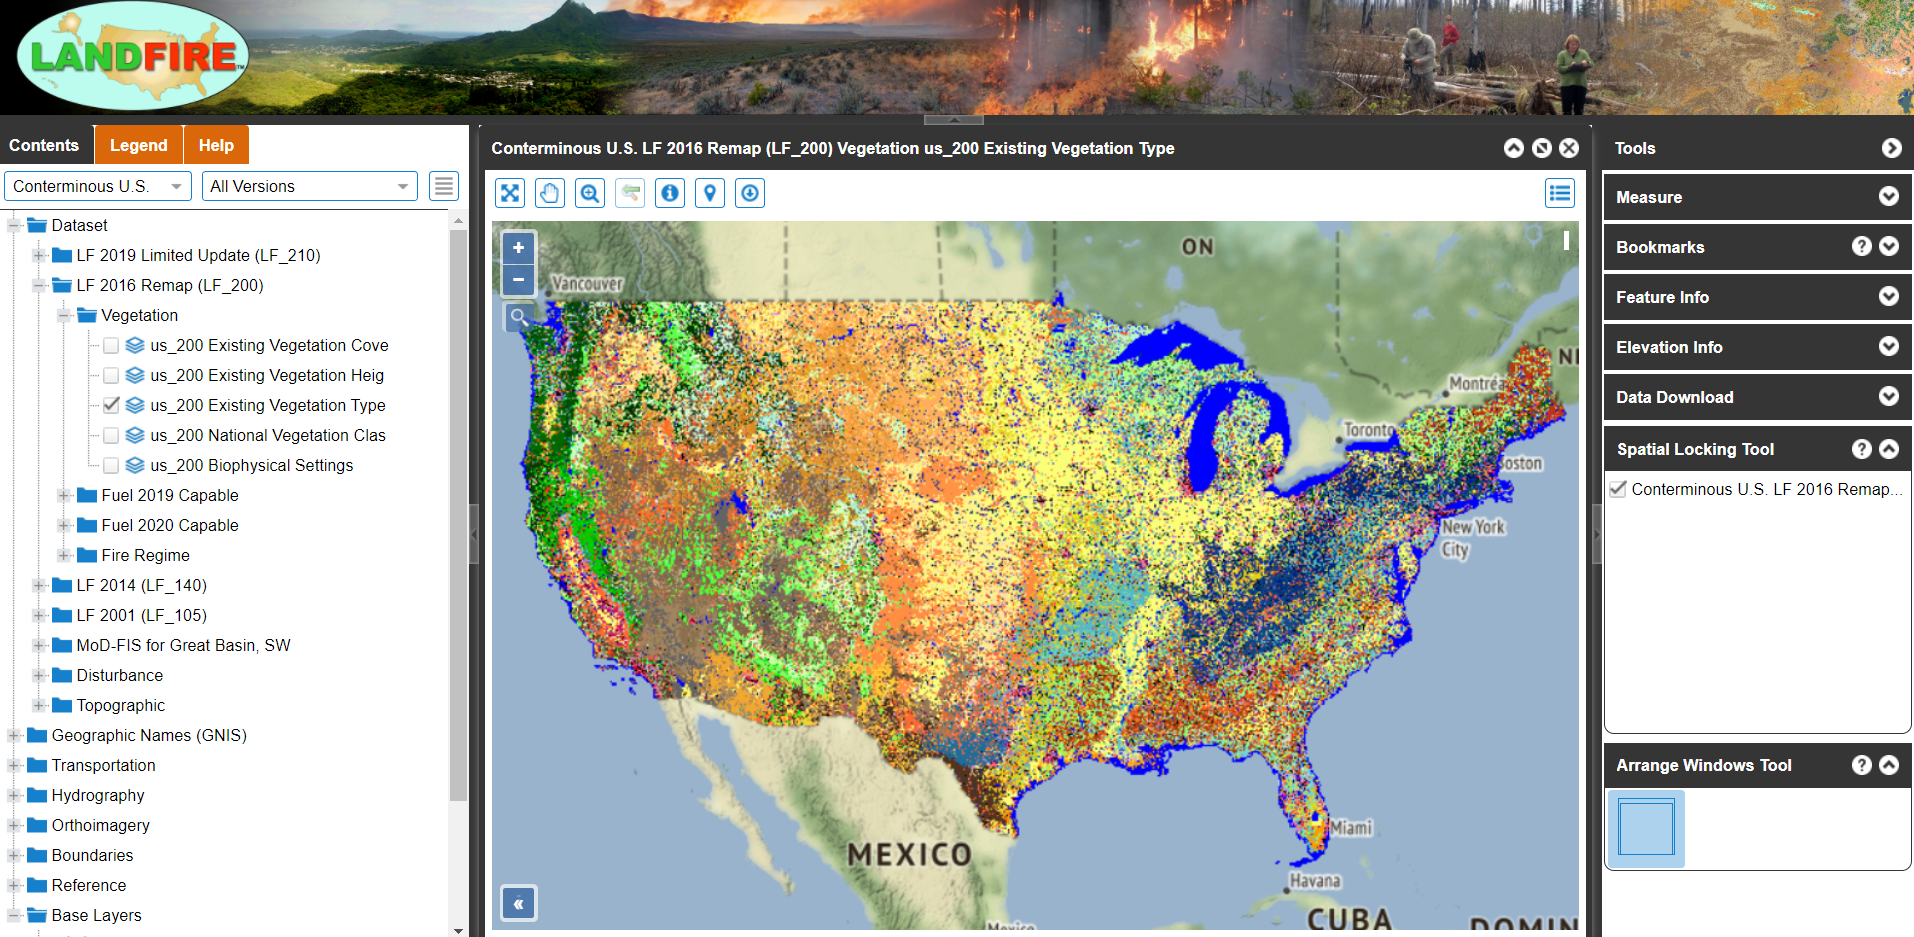 LANDFIRE
Contents
Legend
Help
Conterminous U.S.
All Versions
Dataset
LF 2019 Limited Update (LF_210)
LF 2016 Remap (LF_200)
Vegetation
us_200 Existing Vegetation Cove
us_200 Existing Vegetation Heig
us_200 Existing Vegetation Type
us_200 National Vegetation Clas
us_200 Biophysical Settings
Fuel 2019 Capable
Fuel 2020 Capable
Fire Regime
LF 2014 (LF_140)
LF 2001 (LF_105)
MoD-FIS for Great Basin, SW
Disturbance
Topographic
Geographic Names (GNIS)
Transportation
Hydrography
Orthoimagery
Boundaries
Reference
Base Layers
Conterminous U.S. LF 2016 Remap (LF_200) Vegetation us_200 Existing Vegetation Type
+
−
ON
Vancouver
NI
Montréa
Toronto
Boston
New York
City
MEXICO
Miami
Havana
CUBA
DOMIN
Mexico
«
Tools
Measure
Bookmarks
?
Feature Info
Elevation Info
Data Download
Spatial Locking Tool
?
Conterminous U.S. LF 2016 Remap...
Arrange Windows Tool
?